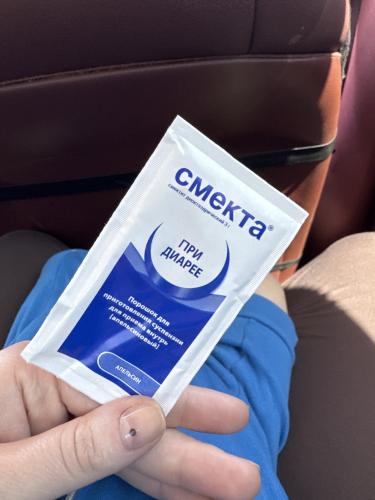 смекта®
смектит диоктаэдрический 3 г
ПРИ
ДИАРЕЕ
Порошок для
приготовления суспензии
для приема внутрь
(апельсиновый)
АПЕЛЬСИН